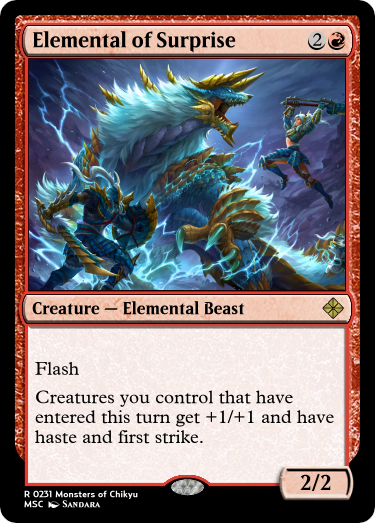 Elemental of Surprise 2
Creature — Elemental Beast
Flash
Creatures you control that have
entered this turn get +1/+1 and have
haste and first strike.
2/2
R 0231 Monsters of Chikyu
MSC SANDARA